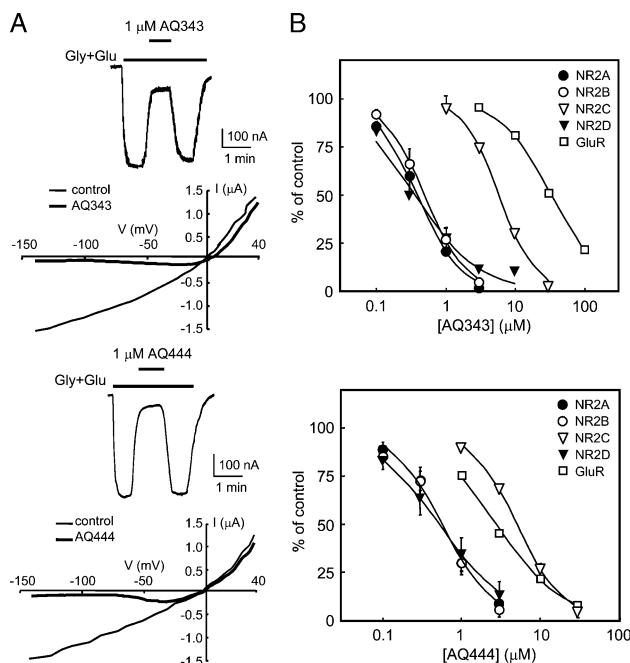 A
1 μM AQ343
Gly+Glu
100 nA
1 min
control
AQ343
I (μA)
V (mV)
1.5
1.0
0.5
-150
-100
-50
40
-0.5
-1.0
1.5
1 μM AQ444
Gly+Glu
100 nA
1 min
control
AQ444
I (μA)
V (mV)
1.5
1.0
0.5
-150
-100
-50
40
-0.5
-1.0
-1.5
B
NR2A
NR2B
NR2C
NR2D
GluR
% of control
100
75
50
25
0
0.1
1
10
100
[AQ343] (μM)
NR2A
NR2B
NR2C
NR2D
GluR
% of control
100
75
50
25
0
0.1
1
10
100
[AQ444] (μM)